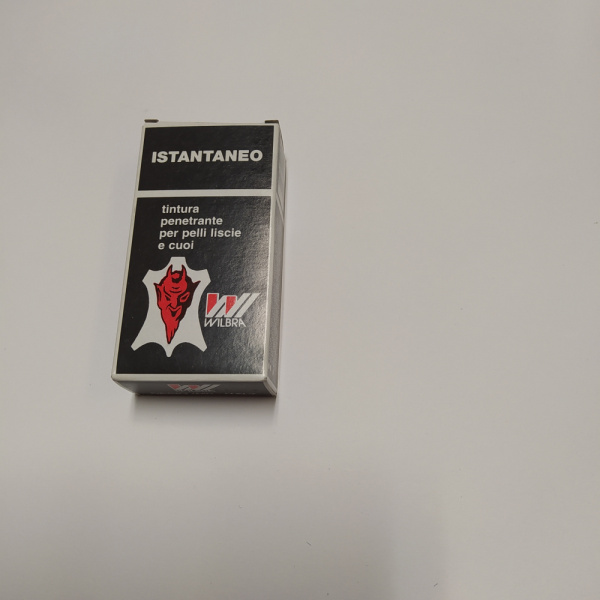 ISTANTANEO
tintura
penetrante
per pelli liscie
e cuoi
WILBRA